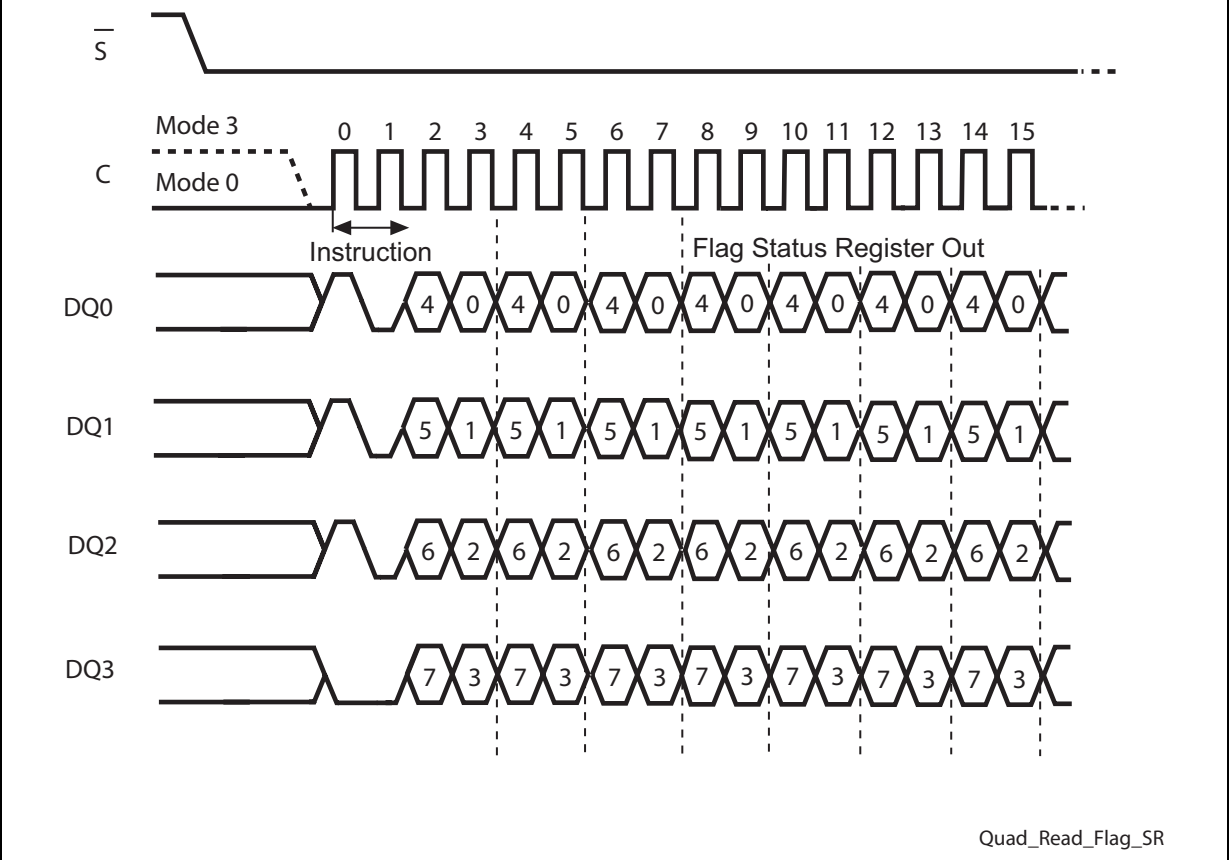 S
Mode 3
0 1 2 3 4 5 6 7 8 9 10 11 12 13 14 15
C
Mode 0
Instruction
Flag Status Register Out
DQ0
4 0 4 0 4 0 4 0 4 0 4 0 4 0
DQ1
5 1 5 1 5 1 5 1 5 1 5 1 5 1
DQ2
6 2 6 2 6 2 6 2 6 2 6 2 6 2
DQ3
7 3 7 3 7 3 7 3 7 3 7 3 7 3
Quad_Read_Flag_SR